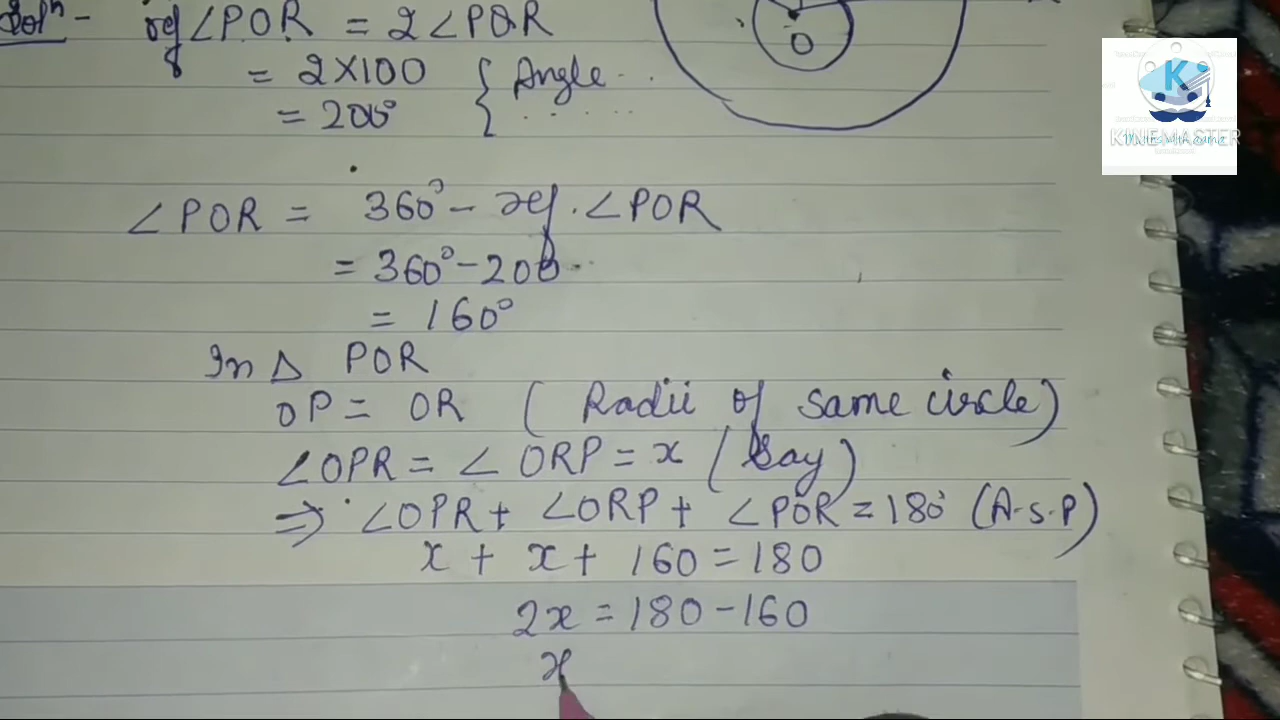 Solⁿ - ref ∠POR = 2∠PQR
= 2×100 { Angle ..
= 200° { .....
O
∠POR = 360° - ref. ∠POR
= 360° - 200
= 160°
In Δ POR
OP = OR ( Radii of same circle)
∠OPR = ∠ORP = x (say)
⇒ ∠OPR + ∠ORP + ∠POR = 180° (A.S.P)
x + x + 160 = 180
2x = 180 - 160
x
K
KINEMASTER